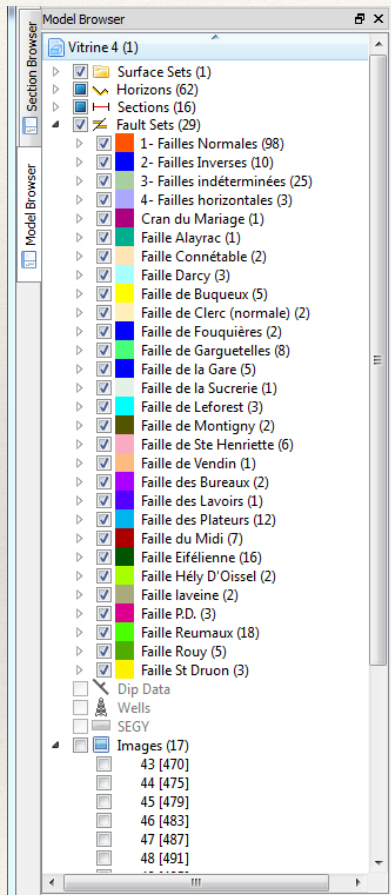 Model Browser
Section Browser
Model Browser
Vitrine 4 (1)
Surface Sets (1)
Horizons (62)
Sections (16)
Fault Sets (29)
1- Failles Normales (98)
2- Failles Inverses (10)
3- Failles indéterminées (25)
4- Failles horizontales (3)
Cran du Mariage (1)
Faille Alayrac (1)
Faille Connétable (2)
Faille Darcy (3)
Faille de Buqueux (5)
Faille de Clerc (normale) (2)
Faille de Fouquières (2)
Faille de Garguetelles (8)
Faille de la Gare (5)
Faille de la Sucrerie (1)
Faille de Leforest (3)
Faille de Montigny (2)
Faille de Ste Henriette (6)
Faille de Vendin (1)
Faille des Bureaux (2)
Faille des Lavoirs (1)
Faille des Plateurs (12)
Faille du Midi (7)
Faille Eifélienne (16)
Faille Hély D'Oissel (2)
Faille laveine (2)
Faille P.D. (3)
Faille Reumaux (18)
Faille Rouy (5)
Faille St Druon (3)
Dip Data
Wells
SEGY
Images (17)
43 [470]
44 [475]
45 [479]
46 [483]
47 [487]
48 [491]